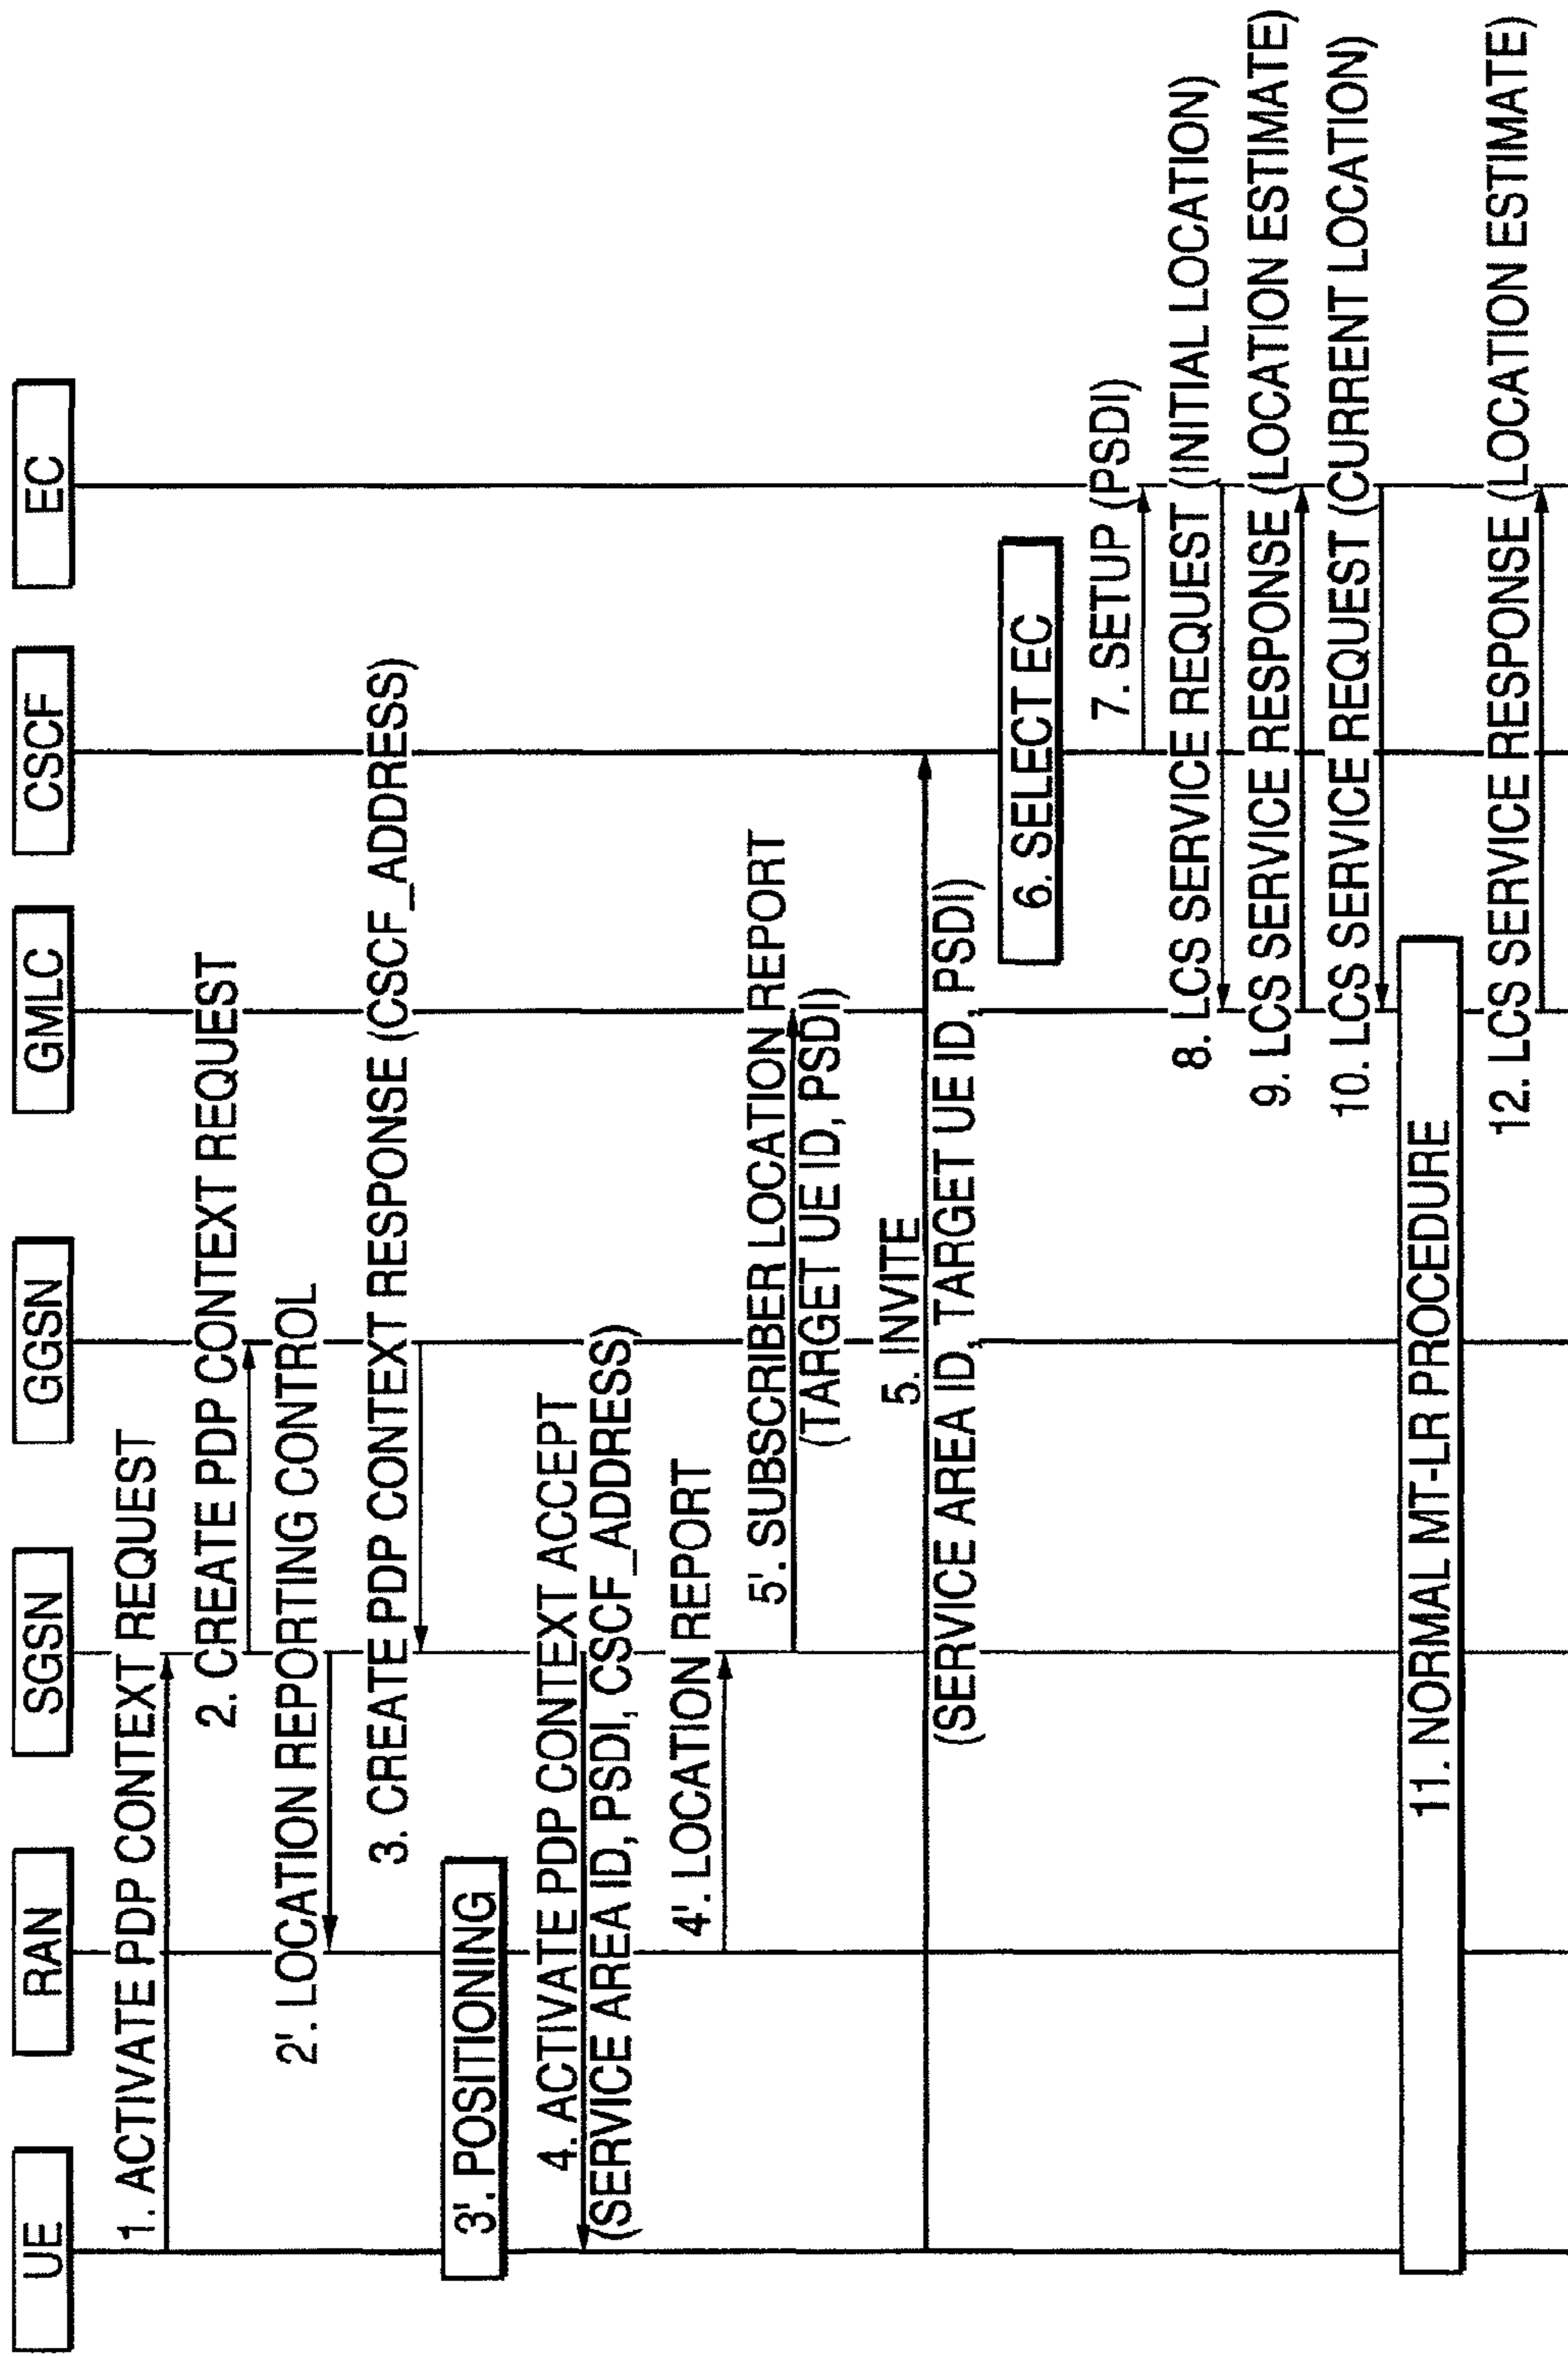 UE
RAN
SGSN
GGSN
GMLC
CSCF
EC
1. ACTIVATE PDP CONTEXT REQUEST
2. CREATE PDP CONTEXT REQUEST
2'. LOCATION REPORTING CONTROL
3. CREATE PDP CONTEXT RESPONSE (CSCF_ADDRESS)
3'. POSITIONING
4. ACTIVATE PDP CONTEXT ACCEPT
(SERVICE AREA ID, PSDI, CSCF_ADDRESS)
4'. LOCATION REPORT
5'. SUBSCRIBER LOCATION REPORT
(TARGET UE ID, PSDI)
5. INVITE
(SERVICE AREA ID, TARGET UE ID, PSDI)
6. SELECT EC
7. SETUP (PSDI)
8. LCS SERVICE REQUEST (INITIAL LOCATION)
9. LCS SERVICE RESPONSE (LOCATION ESTIMATE)
10. LCS SERVICE REQUEST (CURRENT LOCATION)
11. NORMAL MT-LR PROCEDURE
12. LCS SERVICE RESPONSE (LOCATION ESTIMATE)